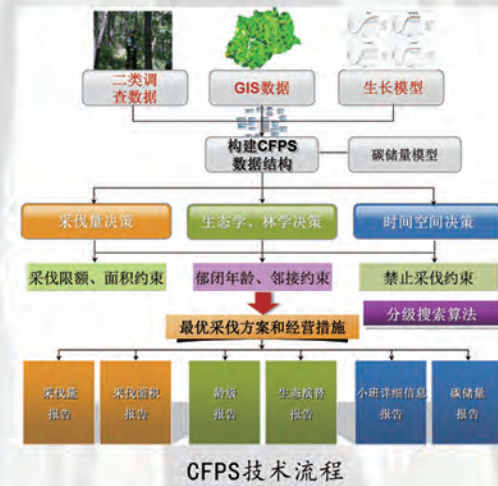 二类调
查数据
GIS数据
生长模型
构建CFPS
数据结构
碳储量模型
采伐量决策
生态学、林学决策
时间空间决策
采伐限额、面积约束
郁闭年龄、邻接约束
禁止采伐约束
分级搜索算法
最优采伐方案和经营措施
采伐量
报告
采伐面积
报告
龄级
报告
生态演替
报告
小班详细信息
报告
碳储量
报告
CFPS技术流程